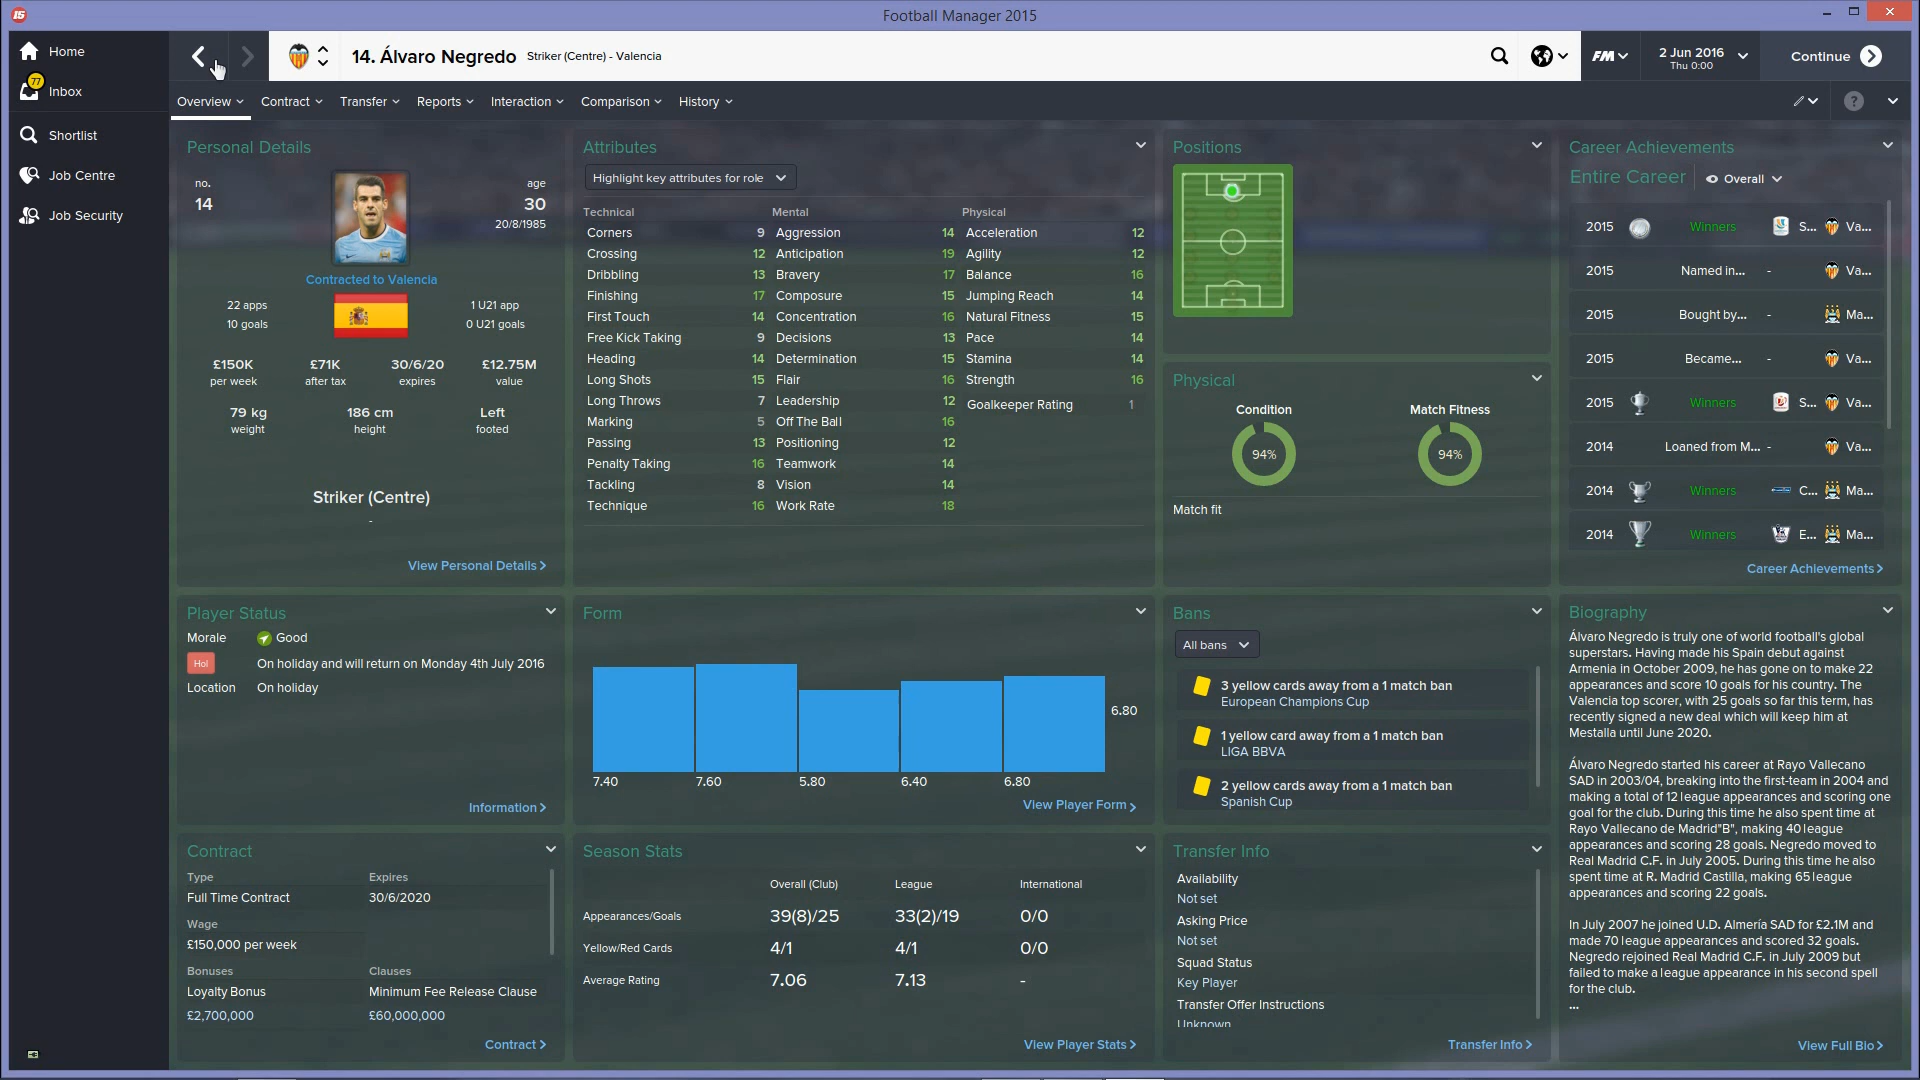 15
Football Manager 2015
Home
77
Inbox
Shortlist
Job Centre
Job Security
14. Álvaro Negredo Striker (Centre) - Valencia
FM
2 Jun 2016
Thu 0:00
Continue
Overview Contract Transfer Reports Interaction Comparison History
?
Personal Details
no.
14
age
30
20/8/1985
Contracted to Valencia
22 apps
10 goals
1 U21 app
0 U21 goals
£150K £71K 30/6/20 £12.75M
per week after tax expires value
79 kg 186 cm Left
weight height footed
Striker (Centre)
-
View Personal Details
Attributes
Highlight key attributes for role
Technical Mental Physical
Corners 9 Aggression 14 Acceleration 12
Crossing 12 Anticipation 19 Agility 12
Dribbling 13 Bravery 17 Balance 16
Finishing 17 Composure 15 Jumping Reach 14
First Touch 14 Concentration 16 Natural Fitness 15
Free Kick Taking 9 Decisions 13 Pace 14
Heading 14 Determination 15 Stamina 14
Long Shots 15 Flair 16 Strength 16
Long Throws 7 Leadership 12 Goalkeeper Rating 1
Marking 5 Off The Ball 16
Passing 13 Positioning 12
Penalty Taking 16 Teamwork 14
Tackling 8 Vision 14
Technique 16 Work Rate 18
Positions
Physical
Condition Match Fitness
94% 94%
Match fit
Career Achievements
Entire Career Overall
2015 Winners S... Va...
2015 Named in... - Va...
2015 Bought by... - Ma...
2015 Became... - Va...
2015 Winners S... Va...
2014 Loaned from M... - Va...
2014 Winners C... Ma...
2014 Winners E... Ma...
Career Achievements
Player Status
Morale Good
Hol On holiday and will return on Monday 4th July 2016
Location On holiday
Information
Form
6.80
7.40 7.60 5.80 6.40 6.80
View Player Form
Bans
All bans
3 yellow cards away from a 1 match ban
European Champions Cup
1 yellow card away from a 1 match ban
LIGA BBVA
2 yellow cards away from a 1 match ban
Spanish Cup
Biography
Álvaro Negredo is truly one of world football's global
superstars. Having made his Spain debut against
Armenia in October 2009, he has gone on to make 22
appearances and score 10 goals for his country. The
Valencia top scorer, with 25 goals so far this term, has
recently signed a new deal which will keep him at
Mestalla until June 2020.
Álvaro Negredo started his career at Rayo Vallecano
SAD in 2003/04, breaking into the first-team in 2004 and
making a total of 12 league appearances and scoring one
goal for the club. During this time he also spent time at
Rayo Vallecano de Madrid"B", making 40 league
appearances and scoring 28 goals. Negredo moved to
Real Madrid C.F. in July 2005. During this time he also
spent time at R. Madrid Castilla, making 65 league
appearances and scoring 22 goals.
In July 2007 he joined U.D. Almería SAD for £2.1M and
made 70 league appearances and scored 32 goals.
Negredo rejoined Real Madrid C.F. in July 2009 but
failed to make a league appearance in his second spell
for the club.
...
View Full Bio
Contract
Type Expires
Full Time Contract 30/6/2020
Wage
£150,000 per week
Bonuses Clauses
Loyalty Bonus Minimum Fee Release Clause
£2,700,000 £60,000,000
Contract
Season Stats
Overall (Club) League International
Appearances/Goals 39(8)/25 33(2)/19 0/0
Yellow/Red Cards 4/1 4/1 0/0
Average Rating 7.06 7.13 -
View Player Stats
Transfer Info
Availability
Not set
Asking Price
Not set
Squad Status
Key Player
Transfer Offer Instructions
Unknown
Transfer Info